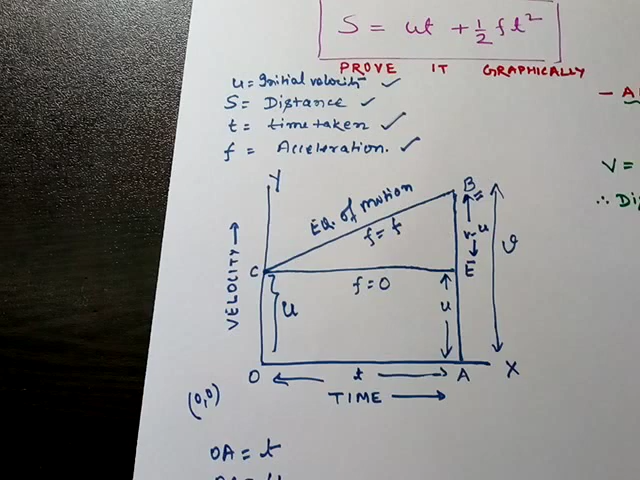 S = ut + 1/2 ft²
PROVE IT GRAPHICALLY
u = Initial velocity ✓
S = Distance ✓
t = time taken ✓
f = Acceleration. ✓
Y
B
EQ. of motion
f = f
v-u
v
C
E
f = 0
VELOCITY →
u
u
O
t
A
X
(0,0)
TIME →
OA = t
V =
∴